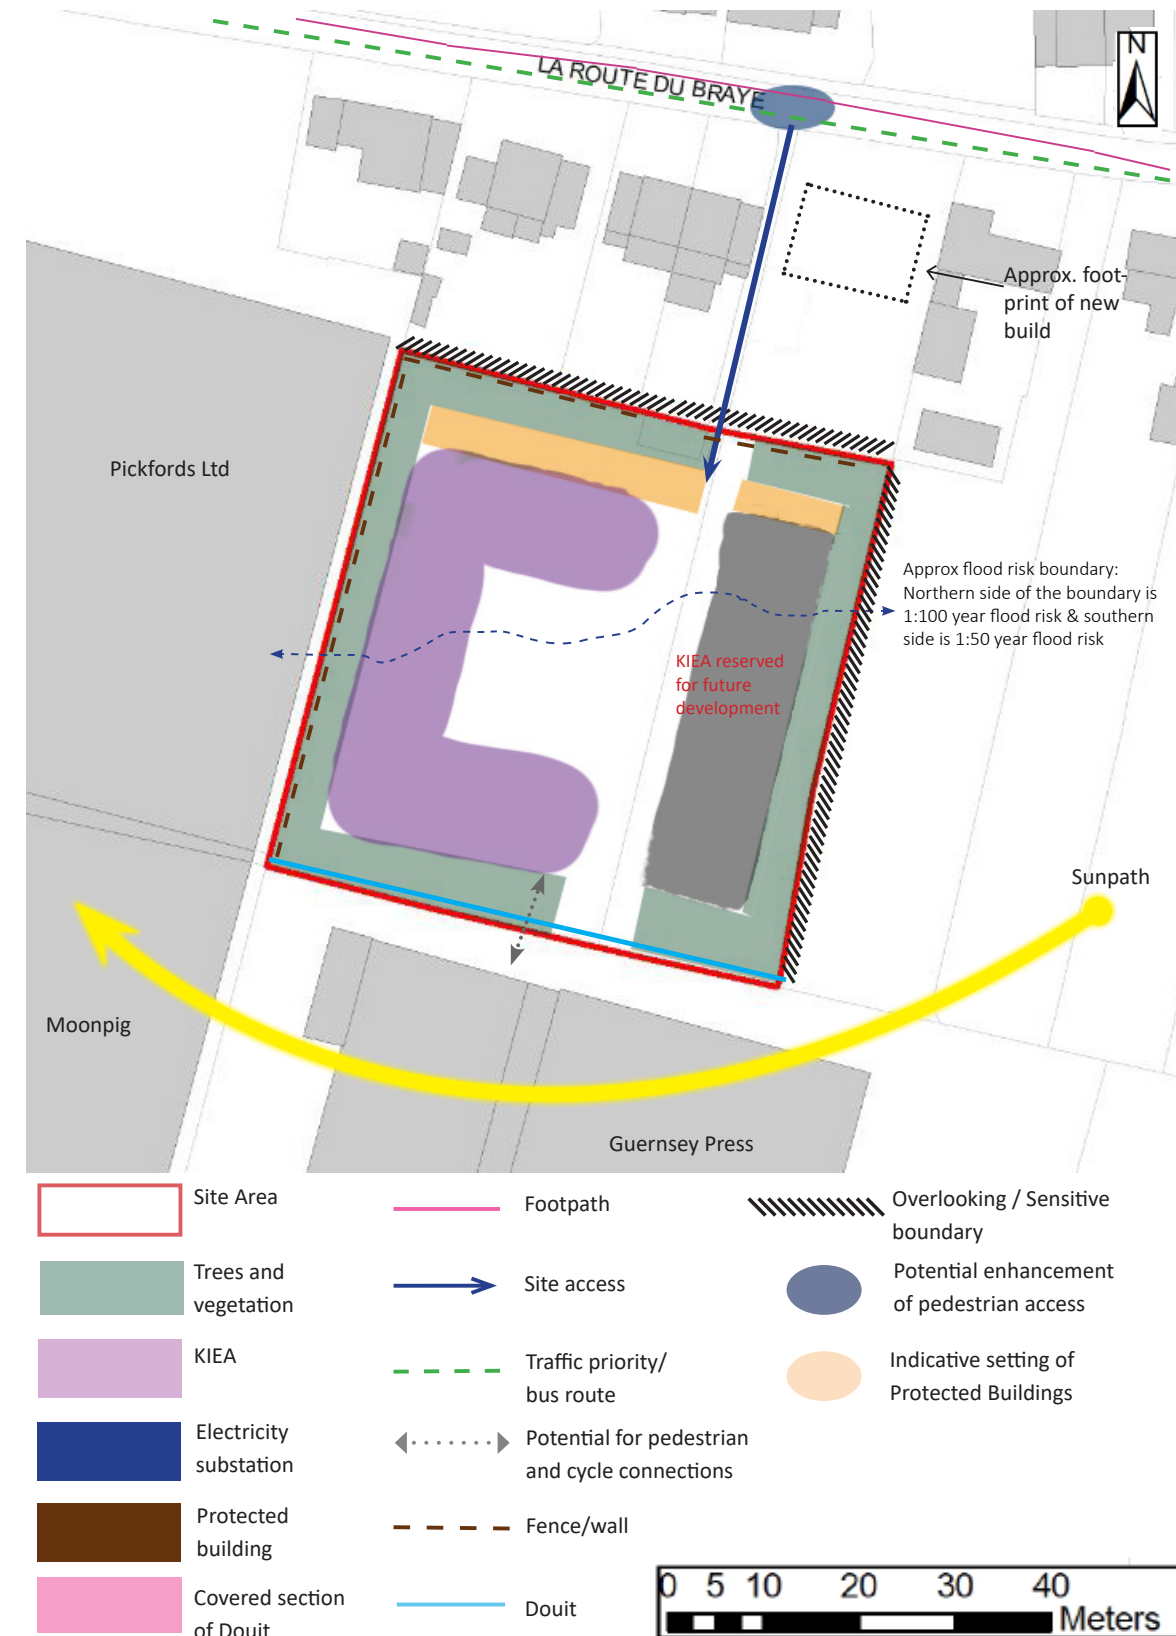 N
LA ROUTE DU BRAYE
Approx. foot-
print of new
build
Pickfords Ltd
Approx flood risk boundary:
Northern side of the boundary is
1:100 year flood risk & southern
side is 1:50 year flood risk
KIEA reserved
for future
development
Sunpath
Moonpig
Guernsey Press
Site Area
Trees and
vegetation
KIEA
Electricity
substation
Protected
building
Covered section
of Douit
Footpath
Site access
Traffic priority/
bus route
Potential for pedestrian
and cycle connections
Fence/wall
Douit
Overlooking / Sensitive
boundary
Potential enhancement
of pedestrian access
Indicative setting of
Protected Buildings
0 5 10 20 30 40
Meters